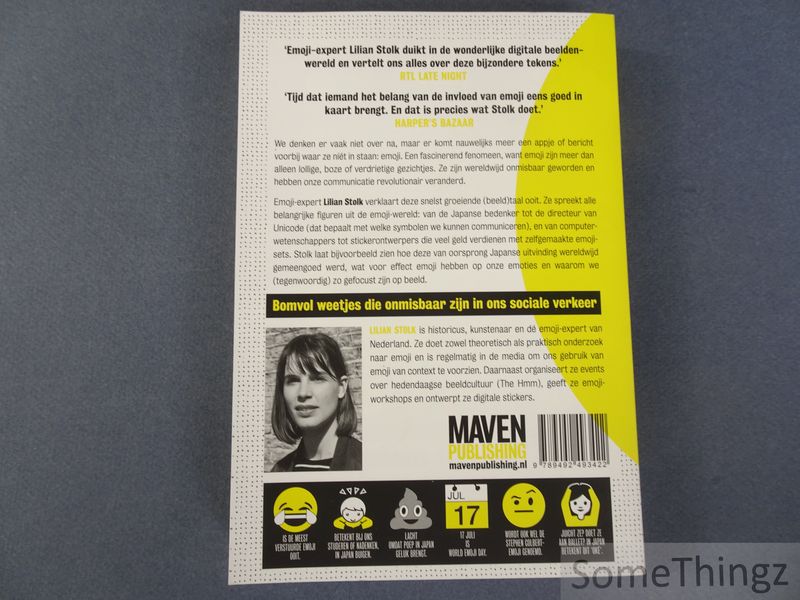 ‘Emoji-expert Lilian Stolk duikt in de wonderlijke digitale beelden-
wereld en vertelt ons alles over deze bijzondere tekens.’
RTL LATE NIGHT
‘Tijd dat iemand het belang van de invloed van emoji eens goed in
kaart brengt. En dat is precies wat Stolk doet.’
HARPER'S BAZAAR
We denken er vaak niet over na, maar er komt nauwelijks meer een appje of bericht
voorbij waar ze níét in staan: emoji. Een fascinerend fenomeen, want emoji zijn meer dan
alleen lollige, boze of verdrietige gezichtjes. Ze zijn wereldwijd onmisbaar geworden en
hebben onze communicatie revolutionair veranderd.
Emoji-expert Lilian Stolk verklaart deze snelst groeiende (beeld)taal ooit. Ze spreekt alle
belangrijke figuren uit de emoji-wereld: van de Japanse bedenker tot de directeur van
Unicode (dat bepaalt met welke symbolen we kunnen communiceren), en van computer-
wetenschappers tot stickerontwerpers die veel geld verdienen met zelfgemaakte emoji-
sets. Stolk laat bijvoorbeeld zien hoe deze van oorsprong Japanse uitvinding wereldwijd
gemeengoed werd, wat voor effect emoji hebben op onze emoties en waarom we
(tegenwoordig) zo gefocust zijn op beeld.
Bomvol weetjes die onmisbaar zijn in ons sociale verkeer
LILIAN STOLK is historicus, kunstenaar en dé emoji-expert van
Nederland. Ze doet zowel theoretisch als praktisch onderzoek
naar emoji en is regelmatig in de media om ons gebruik van
emoji van context te voorzien. Daarnaast organiseert ze events
over hedendaagse beeldcultuur (The Hmm), geeft ze emoji-
workshops en ontwerpt ze digitale stickers.
MAVEN
PUBLISHING
mavenpublishing.nl
9 789492 493422
JUL
17
IS DE MEEST
VERSTUURDE EMOJI
OOIT.
BETEKENT BIJ ONS
STUDEREN OF NADENKEN,
IN JAPAN BUIGEN.
LACHT
OMDAT POEP IN JAPAN
GELUK BRENGT.
17 JULI
IS
WORLD EMOJI DAY.
WORDT OOK WEL DE
STEPHEN COLBERT-
EMOJI GENOEMD.
JUICHT ZE? DOET ZE
AAN BALLET? IN JAPAN
BETEKENT DIT 'OKÉ'.
SomeThingz